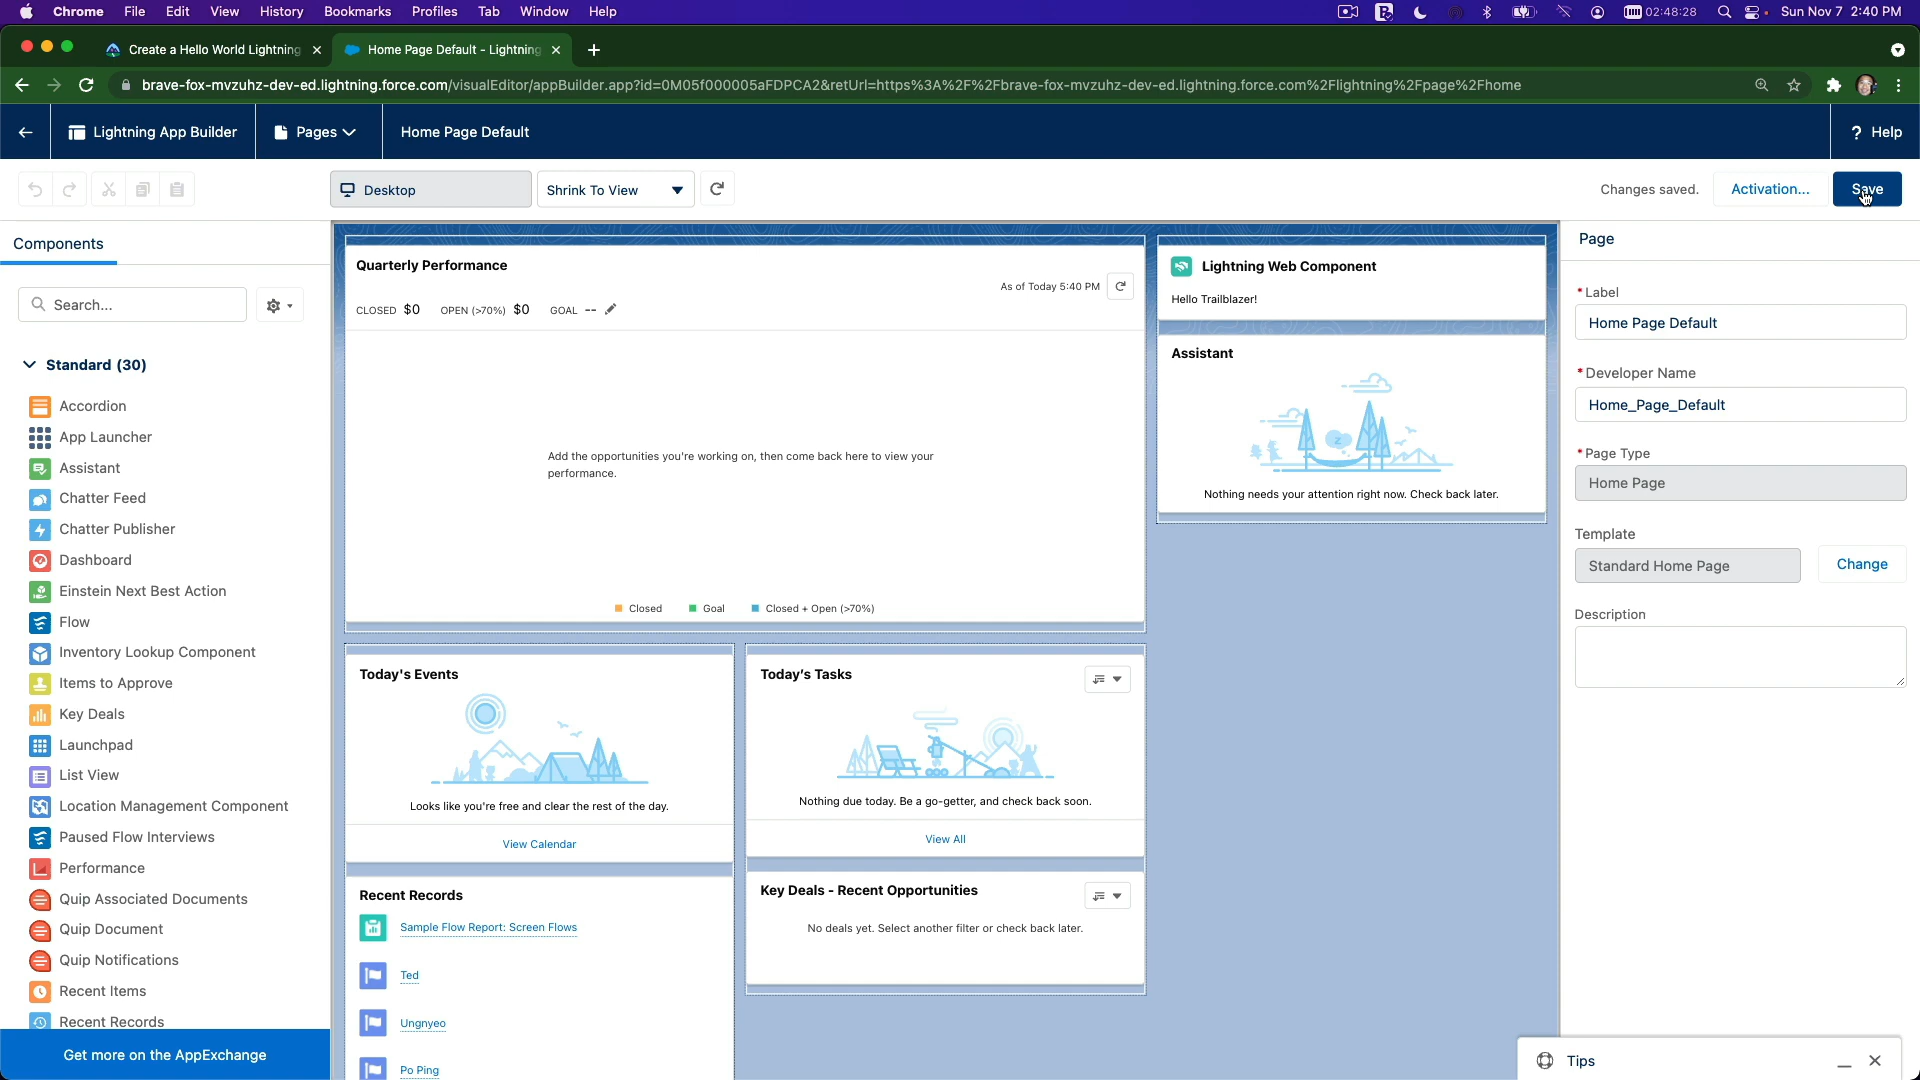 Chrome File Edit View History Bookmarks Profiles Tab Window Help 02:48:28 Sun Nov 7 2:40 PM
Create a Hello World Lightning Home Page Default - Lightning
brave-fox-mvzuhz-dev-ed.lightning.force.com/visualEditor/appBuilder.app?id=0M05f000005aFDPCA2&retUrl=https%3A%2F%2Fbrave-fox-mvzuhz-dev-ed.lightning.force.com%2Flightning%2Fpage%2Fhome
Lightning App Builder Pages Home Page Default ? Help
Desktop Shrink To View Changes saved. Activation... Save
Components
Search...
Standard (30)
Accordion
App Launcher
Assistant
Chatter Feed
Chatter Publisher
Dashboard
Einstein Next Best Action
Flow
Inventory Lookup Component
Items to Approve
Key Deals
Launchpad
List View
Location Management Component
Paused Flow Interviews
Performance
Quip Associated Documents
Quip Document
Quip Notifications
Recent Items
Recent Records
Get more on the AppExchange
Quarterly Performance
As of Today 5:40 PM
CLOSED $0 OPEN (>70%) $0 GOAL --
Add the opportunities you're working on, then come back here to view your
performance.
Closed Goal Closed + Open (>70%)
Today's Events
Looks like you're free and clear the rest of the day.
View Calendar
Recent Records
Sample Flow Report: Screen Flows
Ted
Ungnyeo
Po Ping
Today's Tasks
Nothing due today. Be a go-getter, and check back soon.
View All
Key Deals - Recent Opportunities
No deals yet. Select another filter or check back later.
Lightning Web Component
Hello Trailblazer!
Assistant
z
Nothing needs your attention right now. Check back later.
Page
*Label
Home Page Default
*Developer Name
Home_Page_Default
*Page Type
Home Page
Template
Standard Home Page Change
Description
Tips